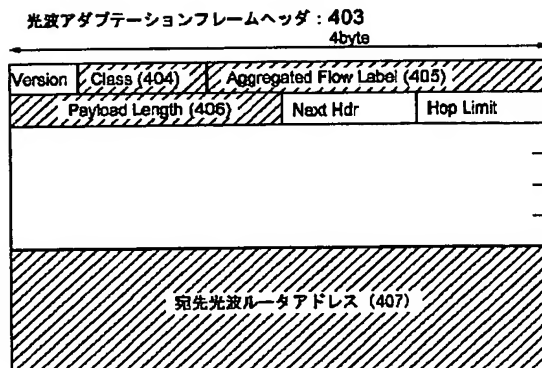 光波アダプテーションフレームヘッダ:403
4byte
Version Class (404) Aggregated Flow Label (405)
Payload Length (406) Next Hdr Hop Limit
宛先光波ルータアドレス (407)